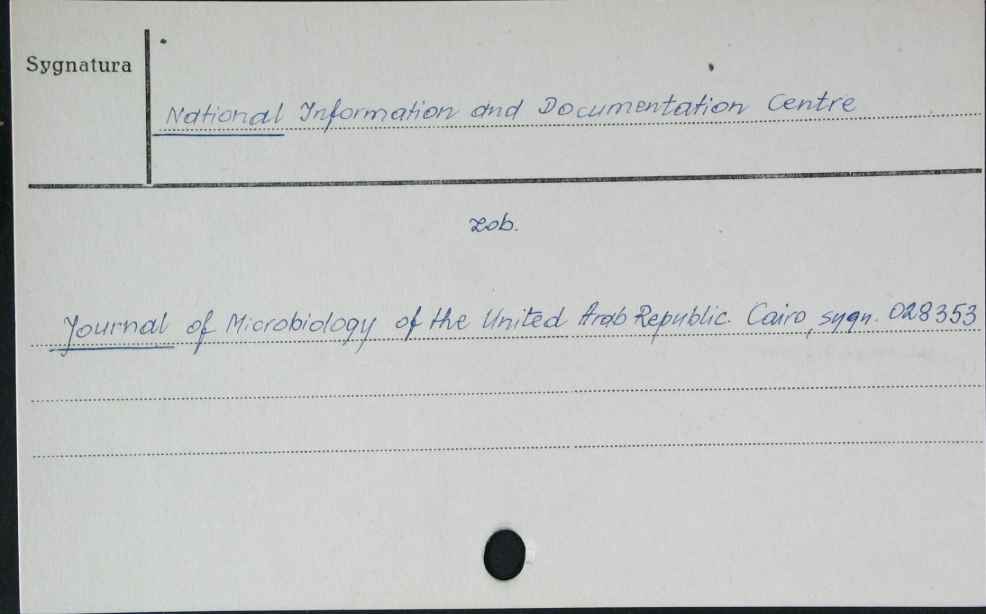 Sygnatura
National Information and Documentation Centre
zob.
Journal of Microbiology of the United Arab Republic. Cairo, sygn. 028353